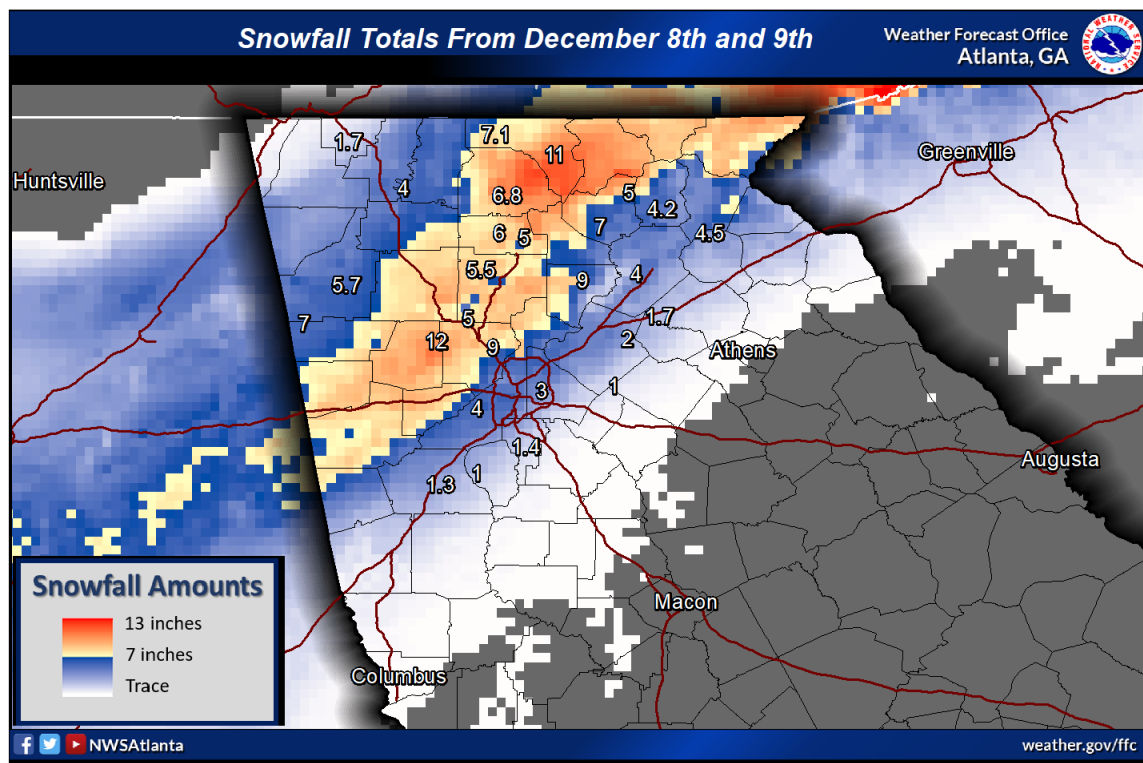 Snowfall Totals From December 8th and 9th
Weather Forecast Office
Atlanta, GA
NATIONAL WEATHER SERVICE
7.1
1.7
11
Greenville
Huntsville
4
6.8
5
4.2
7
6
5
4.5
5.5
4
5.7
9
7
5
1.7
12
9
2
Athens
3
1
4
1.4
Augusta
1
1.3
Macon
Columbus
Snowfall Amounts
13 inches
7 inches
Trace
NWSAtlanta
weather.gov/ffc